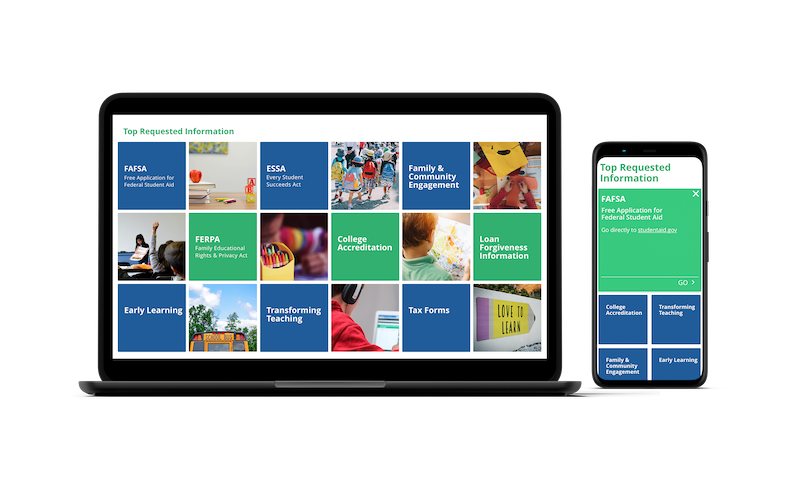 Top Requested Information
FAFSA
Free Application for
Federal Student Aid
ESSA
Every Student
Succeeds Act
Family &
Community
Engagement
FERPA
Family Educational
Rights & Privacy Act
College
Accreditation
Loan
Forgiveness
Information
Early Learning
SCHOOL BUS
Transforming
Teaching
Tax Forms
LOVE TO
LEARN
Top Requested
Information
FAFSA
Free Application for
Federal Student Aid
Go directly to studentaid.gov
GO >
College
Accreditation
Transforming
Teaching
Family &
Community
Engagement
Early Learning